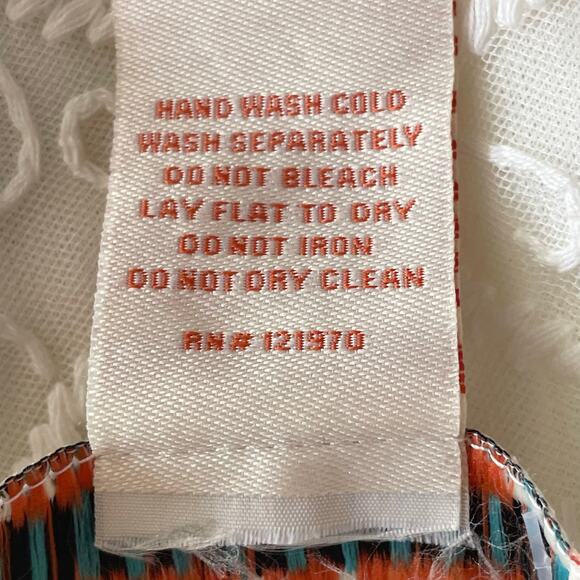 HAND WASH COLD
WASH SEPARATELY
DO NOT BLEACH
LAY FLAT TO DRY
DO NOT IRON
DO NOT DRY CLEAN
RN# 121970